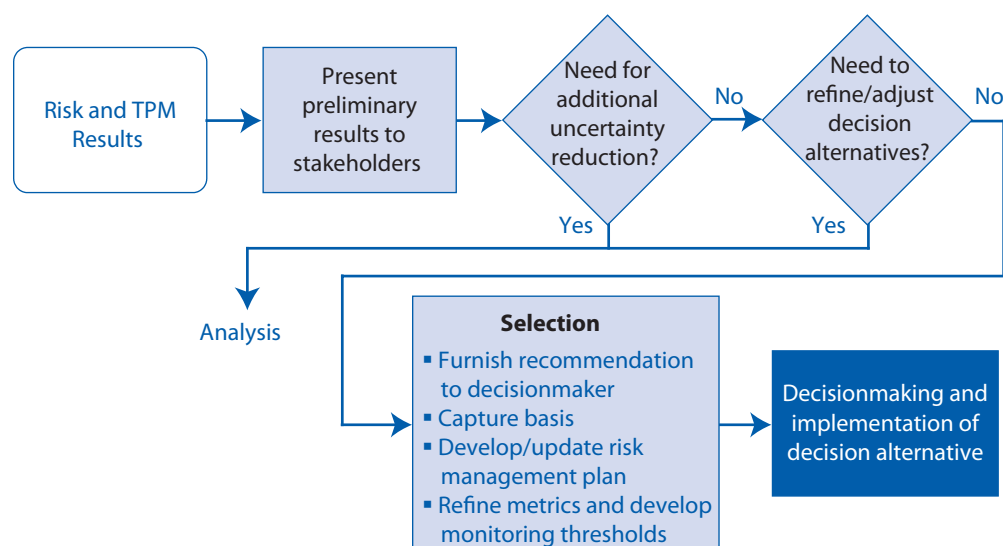 Risk and TPM
Results
Present
preliminary
results to
stakeholders
Need for
additional
uncertainty
reduction?
No
Need to
refine/adjust
decision
alternatives?
No
Yes
Yes
Analysis
Selection
▪ Furnish recommendation
to decisionmaker
▪ Capture basis
▪ Develop/update risk
management plan
▪ Refine metrics and develop
monitoring thresholds
Decisionmaking and
implementation of
decision alternative